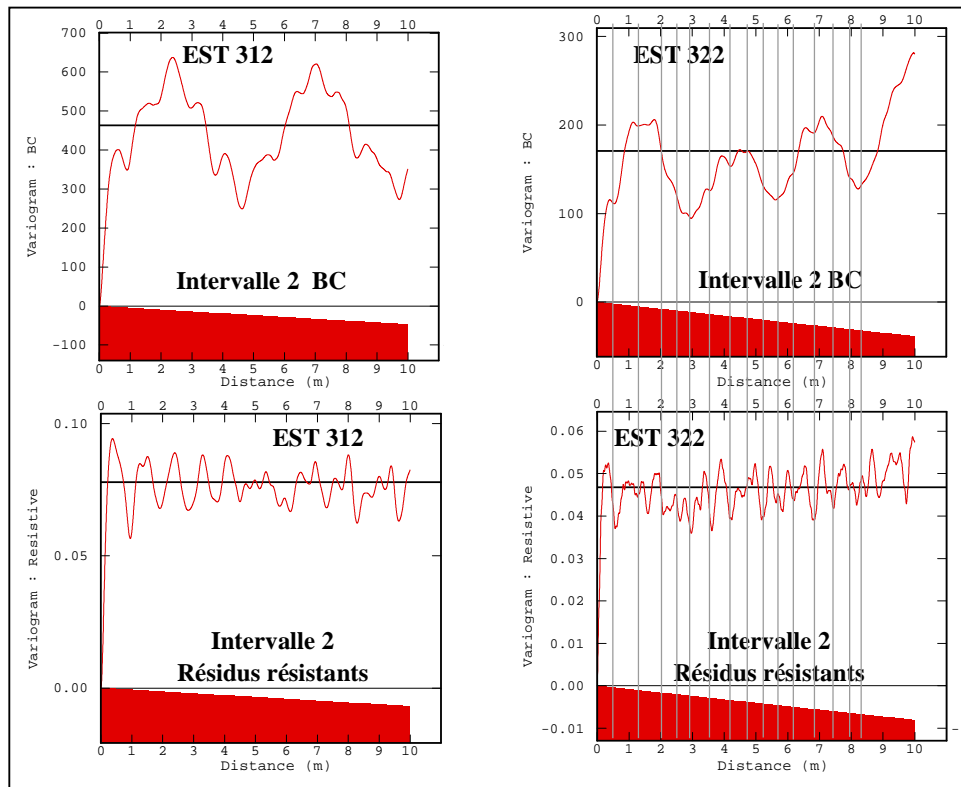 0 1 2 3 4 5 6 7 8 9 10
700
600
500
400
300
200
100
0
-100
Variogram : BC
EST 312
Intervalle 2 BC
0 1 2 3 4 5 6 7 8 9 10
Distance (m)
0 1 2 3 4 5 6 7 8 9 10
300
200
100
0
Variogram : BC
EST 322
Intervalle 2 BC
0 1 2 3 4 5 6 7 8 9 10
Distance (m)
0 1 2 3 4 5 6 7 8 9 10
0.10
0.05
0.00
Variogram : Resistive
EST 312
Intervalle 2
Résidus résistants
0 1 2 3 4 5 6 7 8 9 10
Distance (m)
0 1 2 3 4 5 6 7 8 9 10
0.06
0.05
0.04
0.03
0.02
0.01
0.00
-0.01
Variogram : Resistive
EST 322
Intervalle 2
Résidus résistants
0 1 2 3 4 5 6 7 8 9 10
Distance (m)
-